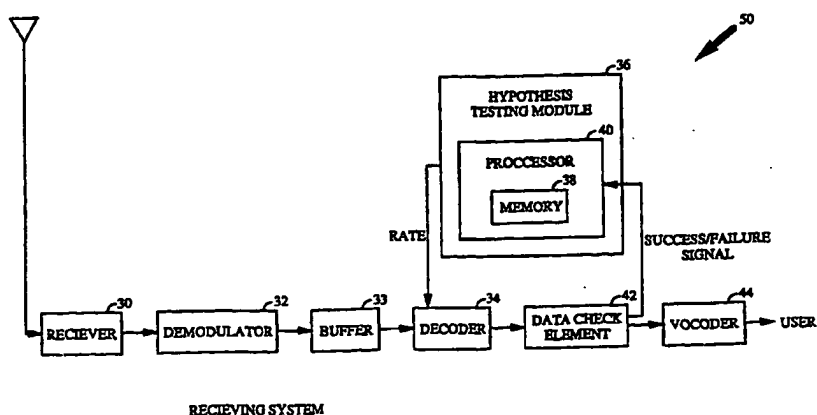 50
36
HYPOTHESIS
TESTING MODULE
40
PROCCESSOR
38
MEMORY
RATE
SUCCESS/FAILURE
SIGNAL
30
RECIEVER
32
DEMODULATOR
33
BUFFER
34
DECODER
42
DATA CHECK
ELEMENT
44
VOCODER
USER
RECIEVING SYSTEM